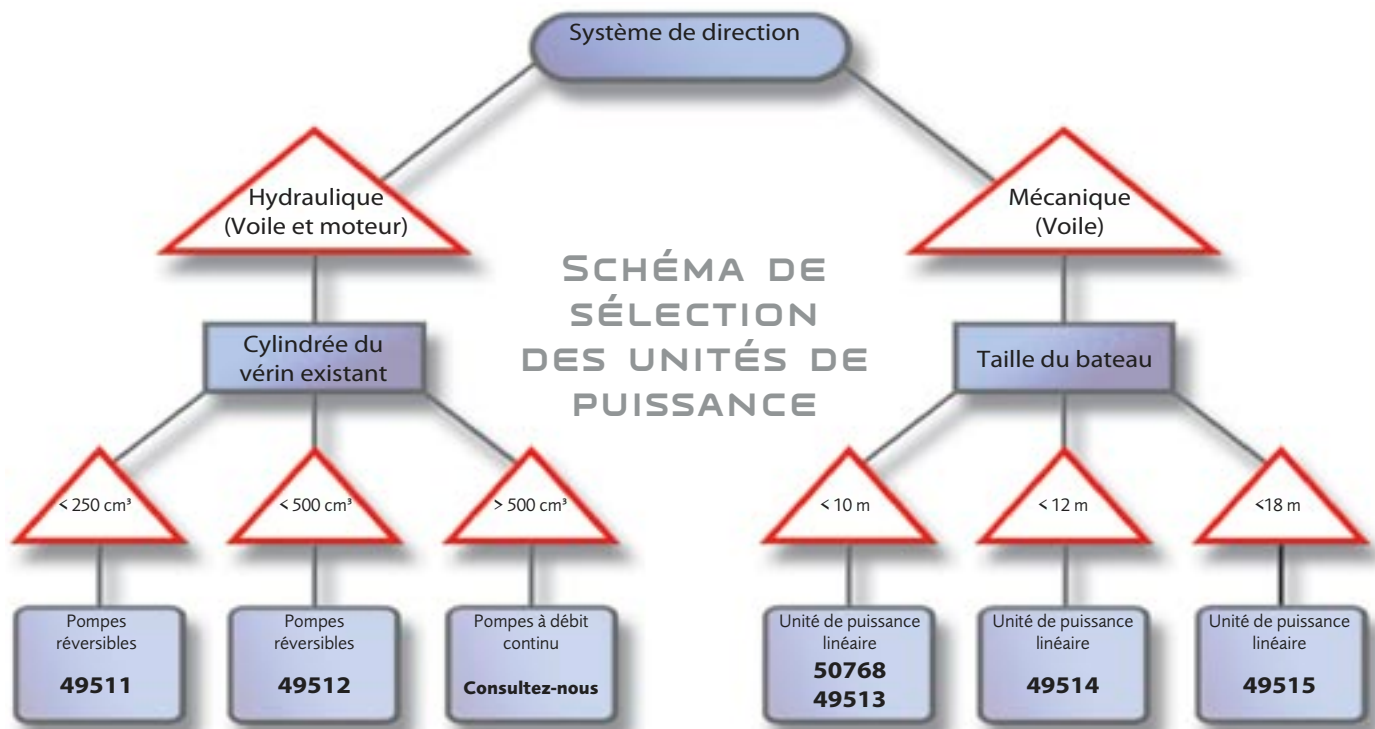 Système de direction
Hydraulique
(Voile et moteur)
Mécanique
(Voile)
SCHÉMA DE
SÉLECTION
DES UNITÉS DE
PUISSANCE
Cylindrée du
vérin existant
Taille du bateau
< 250 cm³
< 500 cm³
> 500 cm³
< 10 m
< 12 m
<18 m
Pompes
réversibles
49511
Pompes
réversibles
49512
Pompes à débit
continu
Consultez-nous
Unité de puissance
linéaire
50768
49513
Unité de puissance
linéaire
49514
Unité de puissance
linéaire
49515